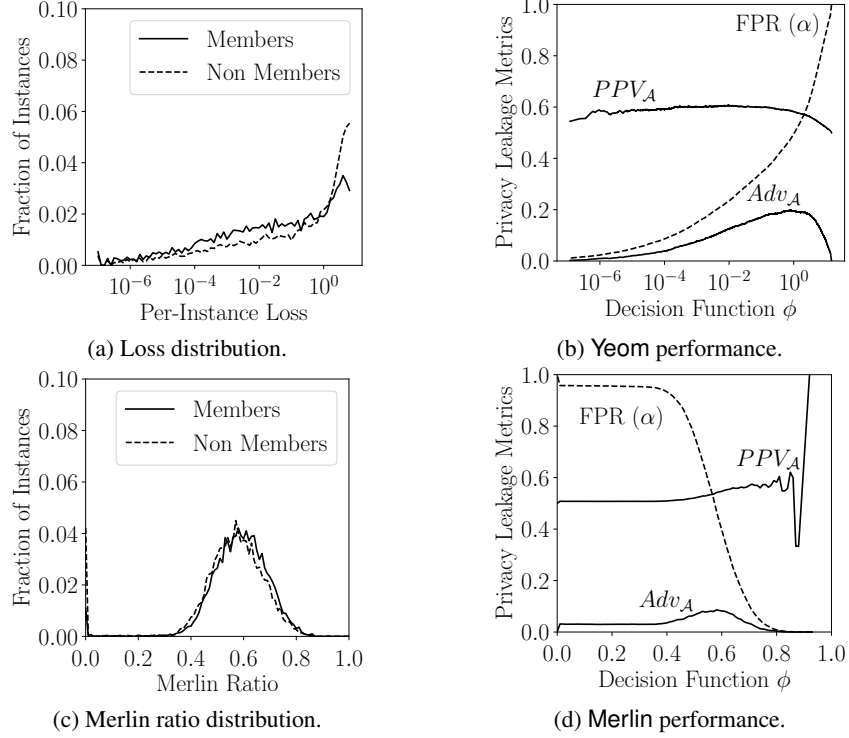 0.10
0.08
0.06
0.04
0.02
0.00
Fraction of Instances
Members
Non Members
10⁻⁶ 10⁻⁴ 10⁻² 10⁰
Per-Instance Loss
(a) Loss distribution.
1.0
0.8
0.6
0.4
0.2
0.0
Privacy Leakage Metrics
FPR (α)
PPV_A
Adv_A
10⁻⁶ 10⁻⁴ 10⁻² 10⁰
Decision Function ϕ
(b) Yeom performance.
0.10
0.08
0.06
0.04
0.02
0.00
Fraction of Instances
Members
Non Members
0.0 0.2 0.4 0.6 0.8 1.0
Merlin Ratio
(c) Merlin ratio distribution.
1.0
0.8
0.6
0.4
0.2
0.0
Privacy Leakage Metrics
FPR (α)
PPV_A
Adv_A
0.0 0.2 0.4 0.6 0.8 1.0
Decision Function ϕ
(d) Merlin performance.